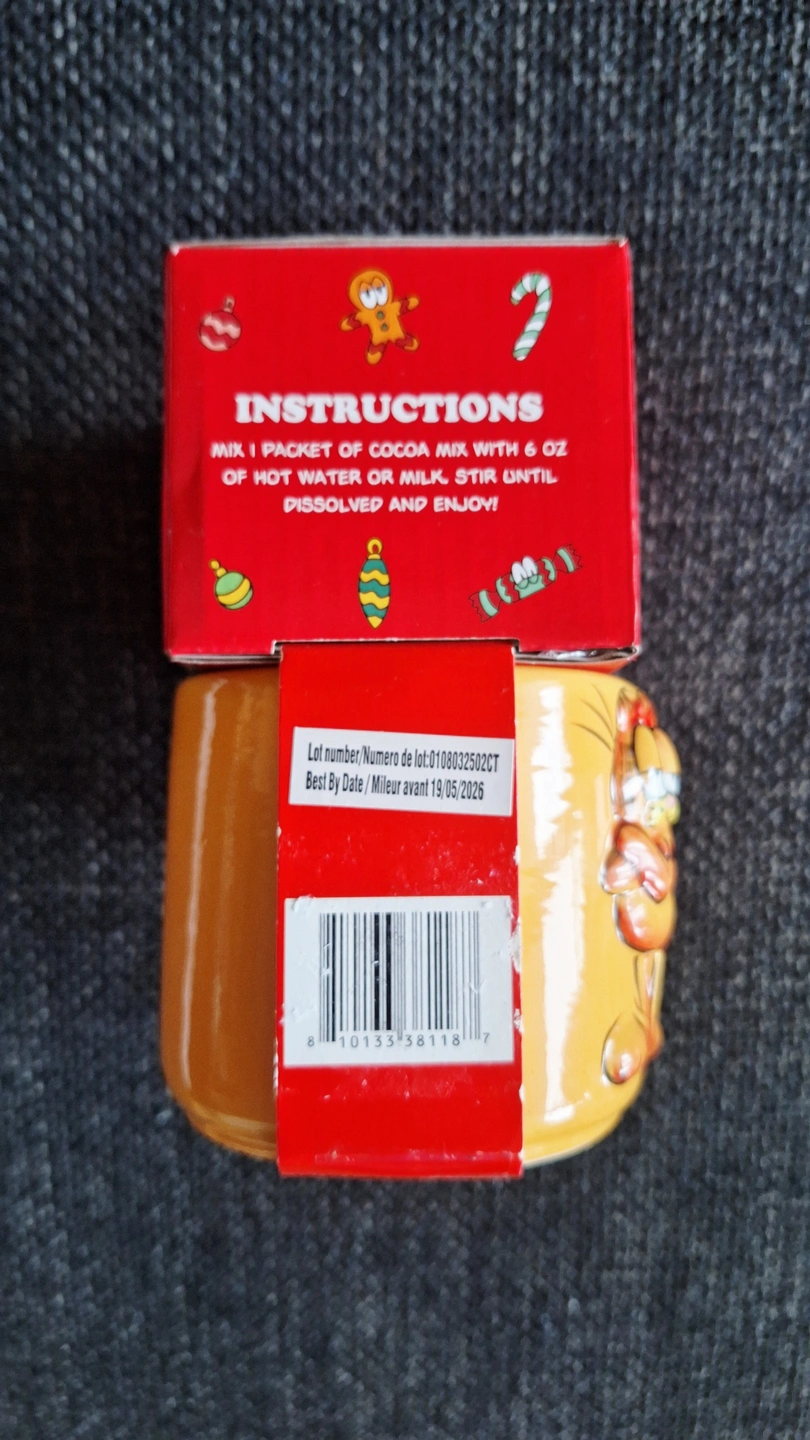 INSTRUCTIONS
MIX 1 PACKET OF COCOA MIX WITH 6 OZ
OF HOT WATER OR MILK. STIR UNTIL
DISSOLVED AND ENJOY!
Lot number/Numero de lot:0108032502CT
Best By Date / Mileur avant 19/05/2026
8 10133 38118 7